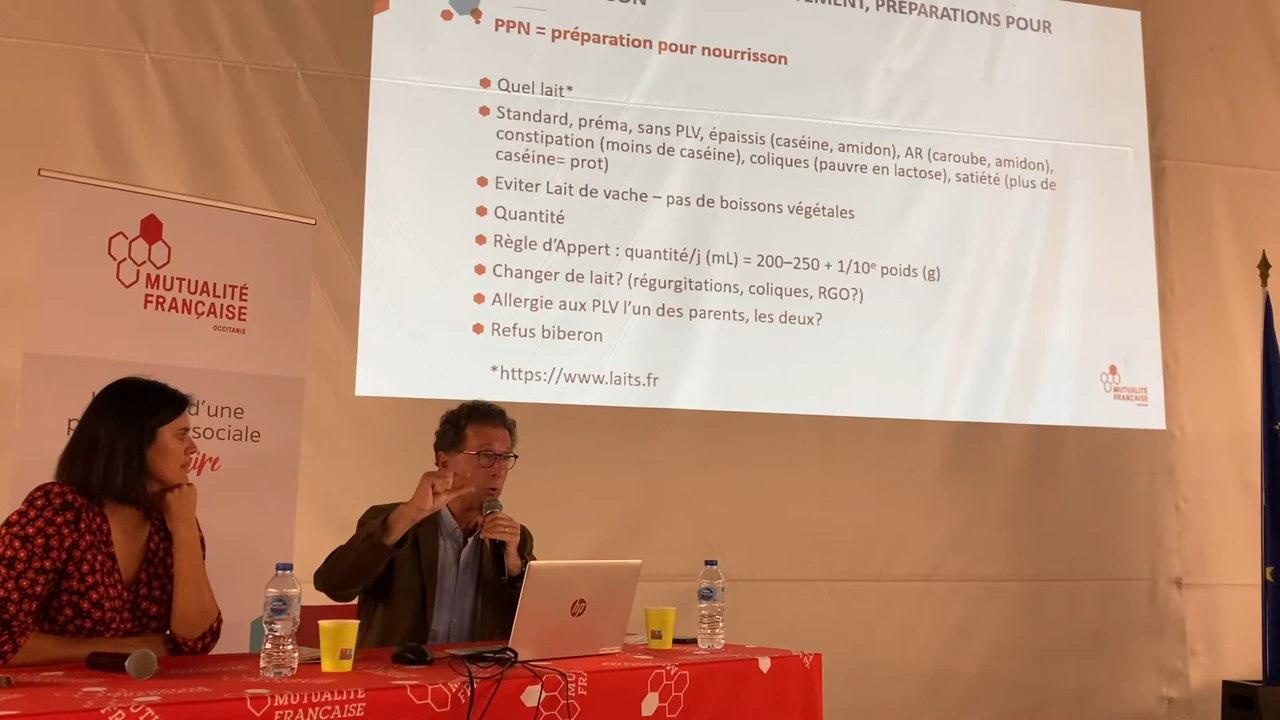 PRÉPARATIONS POUR
PPN = préparation pour nourrisson
Quel lait*
Standard, préma, sans PLV, épaissis (caséine, amidon), AR (caroube, amidon),
constipation (moins de caséine), coliques (pauvre en lactose), satiété (plus de
caséine= prot)
Eviter Lait de vache – pas de boissons végétales
Quantité
Règle d’Appert : quantité/j (mL) = 200–250 + 1/10e poids (g)
Changer de lait? (régurgitations, coliques, RGO?)
Allergie aux PLV l’un des parents, les deux?
Refus biberon
*https://www.laits.fr
MUTUALITÉ
FRANÇAISE
OCCITANIE
MUTUALITÉ
FRANÇAISE
OCCITANIE
d’une
sociale
hp
MUTUALITÉ
FRANÇAISE